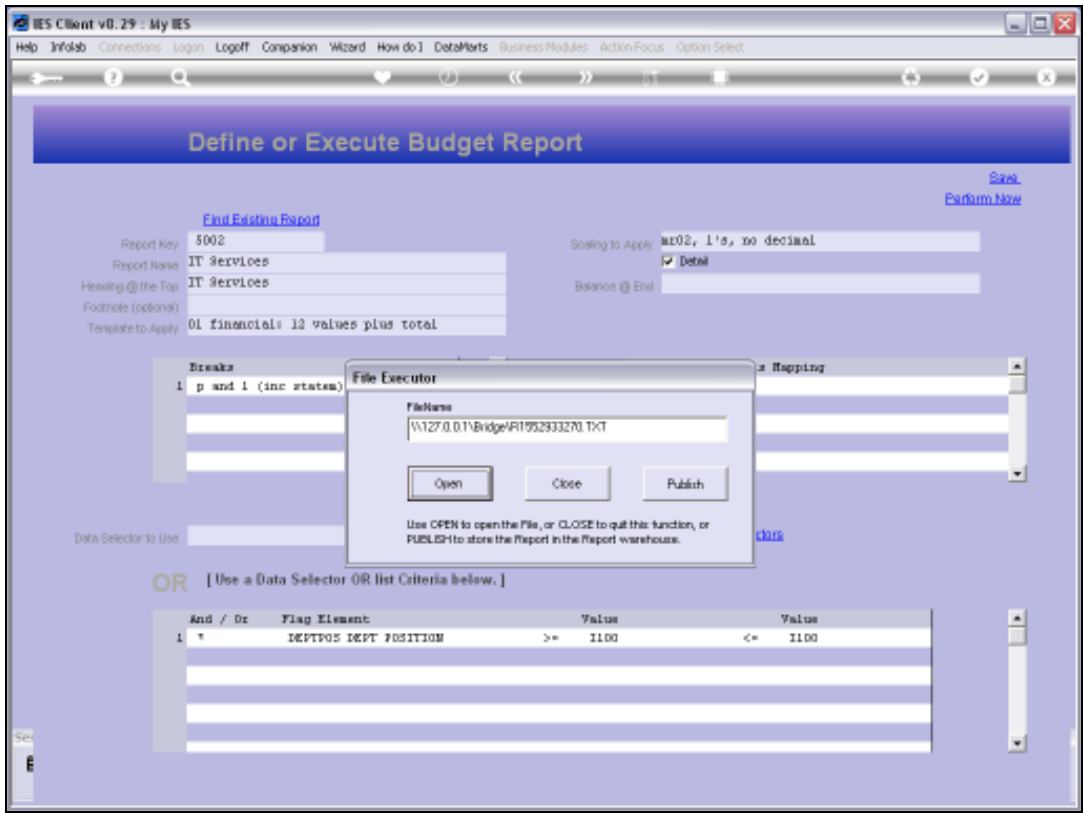 IES Client v8.29 : My IES
Help Infolab Connections Logon Logoff Companion Wizard How do I DataMarts Business Modules Action Focus Option Select
Define or Execute Budget Report
Save
Perform Now
Find Existing Report
Report Key 5002
Scaling to Apply mr02, 1's, no decimal
Report Name IT Services
Detail
Heading @ the Top IT Services
Balance @ End
Footnote (optional)
Template to Apply 01 financial: 12 values plus total
Breaks
s Mapping
1 p and l (inc statem)
File Executor
FileName
\\127.0.0.1\Bridge\R1552933270.TXT
Open Close Publish
Use OPEN to open the File, or CLOSE to quit this function, or
PUBLISH to store the Report in the Report warehouse.
Data Selector to Use
ctors
OR [ Use a Data Selector OR list Criteria below. ]
And / Or Flag Element Value Value
1 * DEPTPOS DEPT POSITION >= I100 <= I100
Ses